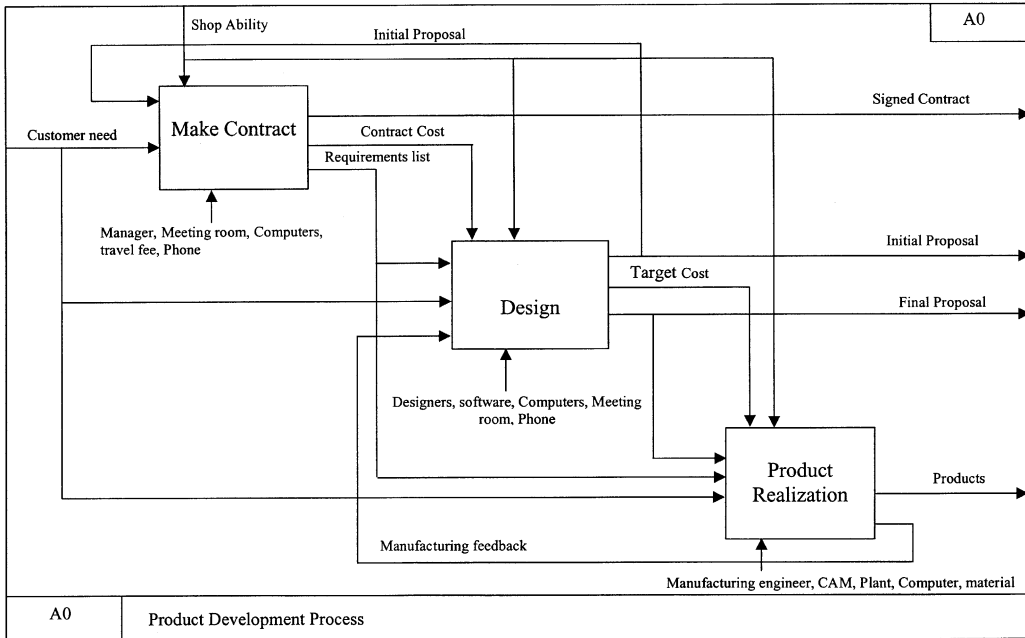 Shop Ability
A0
Initial Proposal
Signed Contract
Make Contract
Customer need
Contract Cost
Requirements list
Manager, Meeting room, Computers,
travel fee, Phone
Initial Proposal
Target Cost
Design
Final Proposal
Designers, software, Computers, Meeting
room, Phone
Product
Realization
Products
Manufacturing feedback
Manufacturing engineer, CAM, Plant, Computer, material
A0
Product Development Process